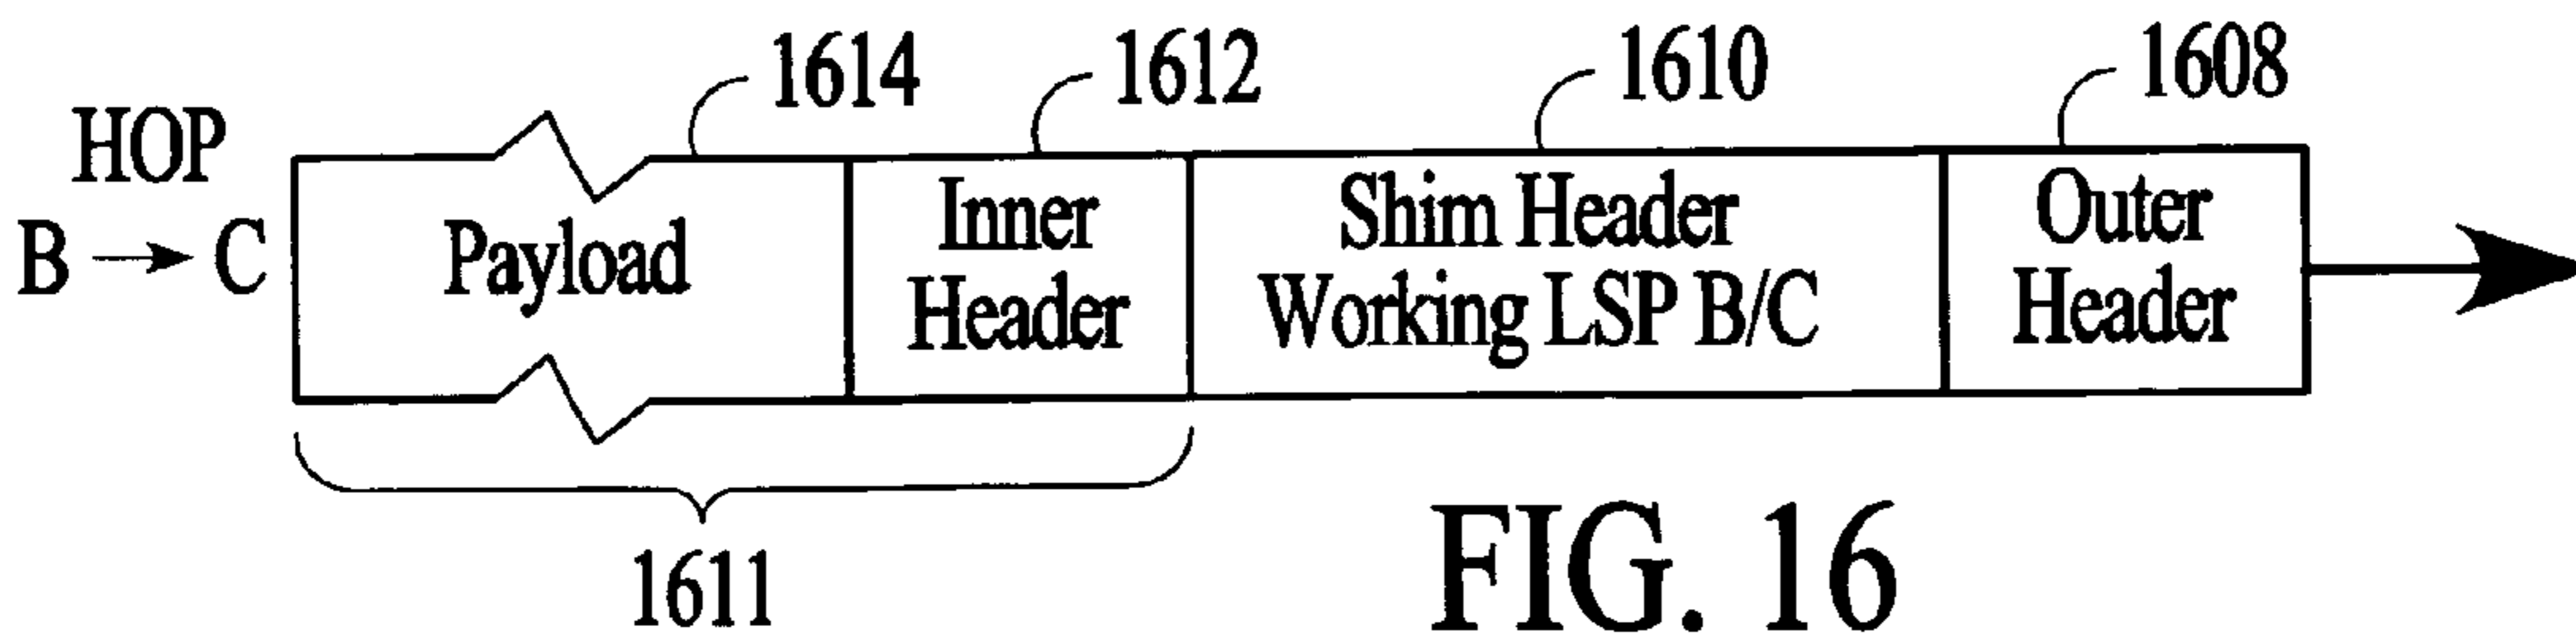 1614
1612
1610
1608
HOP
B → C
Payload
Inner
Header
Shim Header
Working LSP B/C
Outer
Header
1611
FIG. 16